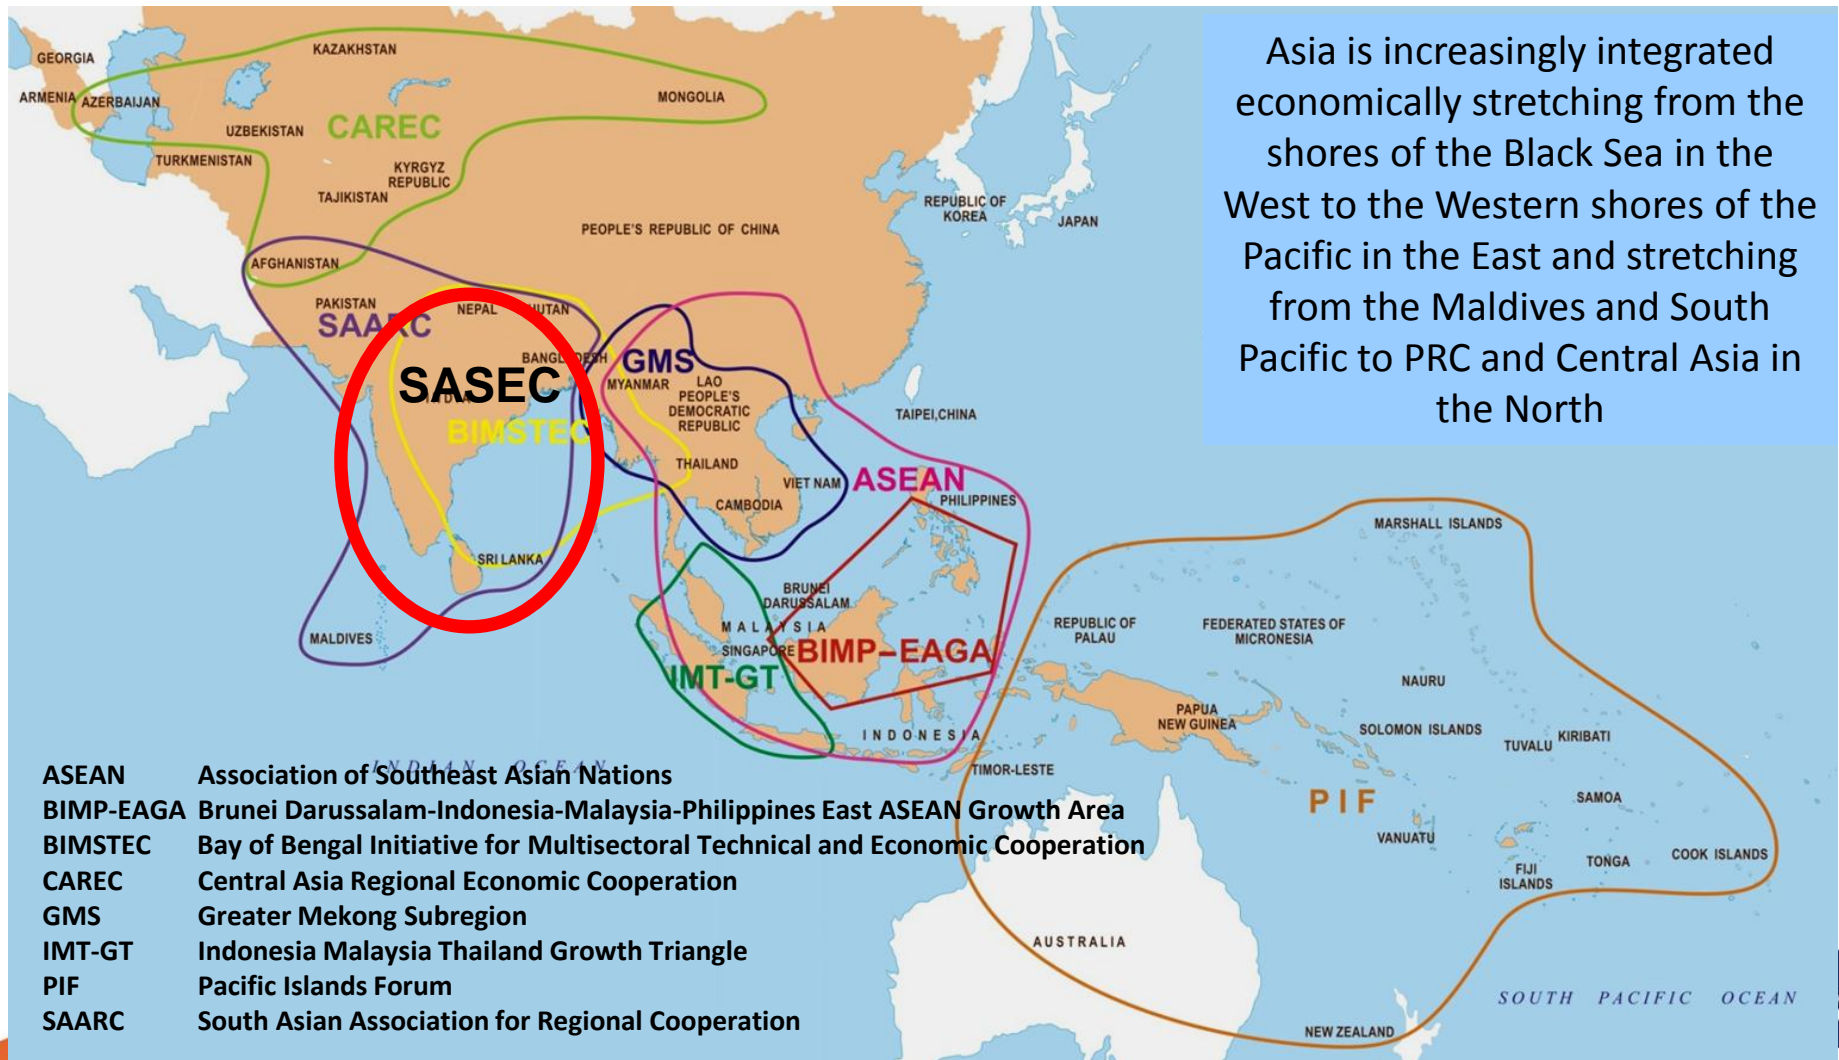 GEORGIA
KAZAKHSTAN
ARMENIA
AZERBAIJAN
MONGOLIA
UZBEKISTAN
CAREC
TURKMENISTAN
KYRGYZ
REPUBLIC
TAJIKISTAN
REPUBLIC OF
KOREA
JAPAN
PEOPLE'S REPUBLIC OF CHINA
AFGHANISTAN
PAKISTAN
SAARC
NEPAL
BHUTAN
BANGLADESH
SASEC
INDIA
BIMSTEC
GMS
MYANMAR
LAO
PEOPLE'S
DEMOCRATIC
REPUBLIC
TAIPEI,CHINA
THAILAND
VIET NAM
ASEAN
CAMBODIA
PHILIPPINES
SRI LANKA
MALDIVES
BRUNEI
DARUSSALAM
MALAYSIA
SINGAPORE
BIMP–EAGA
IMT-GT
INDONESIA
TIMOR-LESTE
MARSHALL ISLANDS
REPUBLIC OF
PALAU
FEDERATED STATES OF
MICRONESIA
NAURU
PAPUA
NEW GUINEA
SOLOMON ISLANDS
TUVALU
KIRIBATI
PIF
SAMOA
VANUATU
FIJI
ISLANDS
TONGA
COOK ISLANDS
AUSTRALIA
NEW ZEALAND
SOUTH PACIFIC OCEAN
INDIAN OCEAN
Asia is increasingly integrated
economically stretching from the
shores of the Black Sea in the
West to the Western shores of the
Pacific in the East and stretching
from the Maldives and South
Pacific to PRC and Central Asia in
the North
ASEAN Association of Southeast Asian Nations
BIMP-EAGA Brunei Darussalam-Indonesia-Malaysia-Philippines East ASEAN Growth Area
BIMSTEC Bay of Bengal Initiative for Multisectoral Technical and Economic Cooperation
CAREC Central Asia Regional Economic Cooperation
GMS Greater Mekong Subregion
IMT-GT Indonesia Malaysia Thailand Growth Triangle
PIF Pacific Islands Forum
SAARC South Asian Association for Regional Cooperation